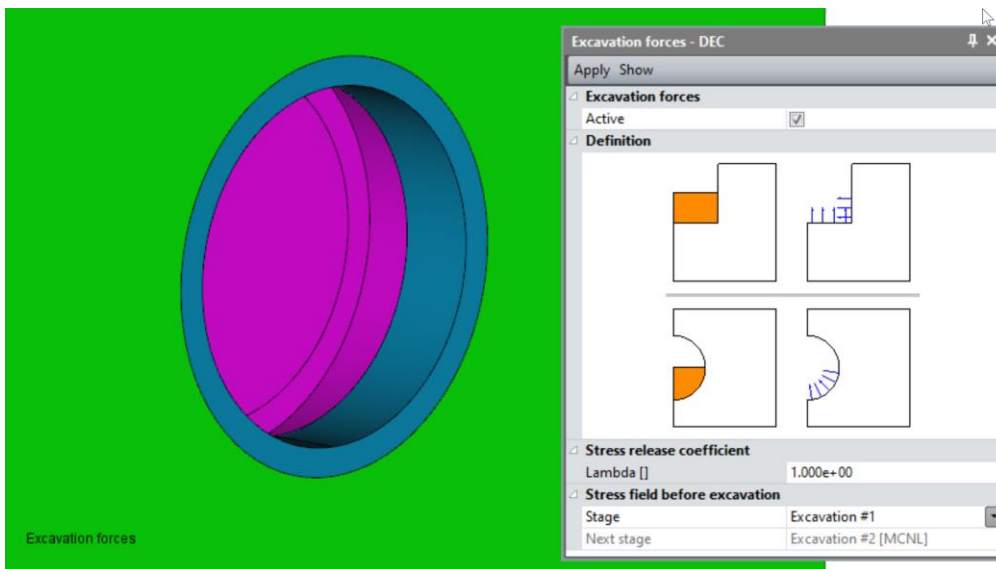 Excavation forces - DEC
Apply Show
Excavation forces
Active
Definition
Stress release coefficient
Lambda [] 1.000e+00
Stress field before excavation
Stage Excavation #1
Next stage Excavation #2 [MCNL]
Excavation forces